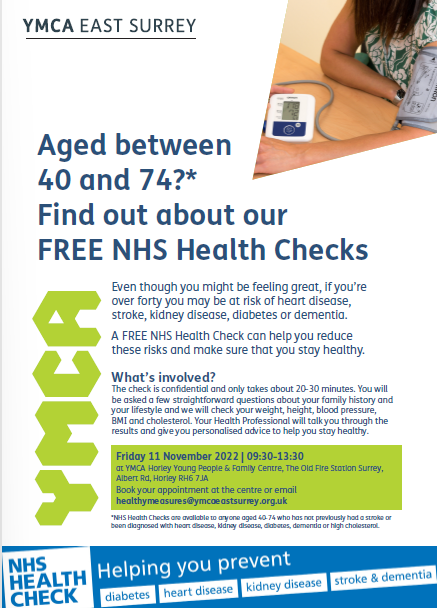 YMCA EAST SURREY
Aged between
40 and 74?*
Find out about our
FREE NHS Health Checks
YMCA
Even though you might be feeling great, if you're
over forty you may be at risk of heart disease,
stroke, kidney disease, diabetes or dementia.
A FREE NHS Health Check can help you reduce
these risks and make sure that you stay healthy.
What's involved?
The check is confidential and only takes about 20-30 minutes. You will
be asked a few straightforward questions about your family history and
your lifestyle and we will check your weight, height, blood pressure,
BMI and cholesterol. Your Health Professional will talk you through the
results and give you personalised advice to help you stay healthy.
Friday 11 November 2022 | 09:30-13:30
at YMCA Horley Young People & Family Centre, The Old Fire Station Surrey,
Albert Rd, Horley RH6 7JA
Book your appointment at the centre or email
healthymeasures@ymcaeastsurrey.org.uk
*NHS Health Checks are available to anyone aged 40-74 who has not previously had a stroke or
been diagnosed with heart disease, kidney disease, diabetes, dementia or high cholesterol.
NHS
HEALTH
CHECK
Helping you prevent
diabetes heart disease kidney disease stroke & dementia